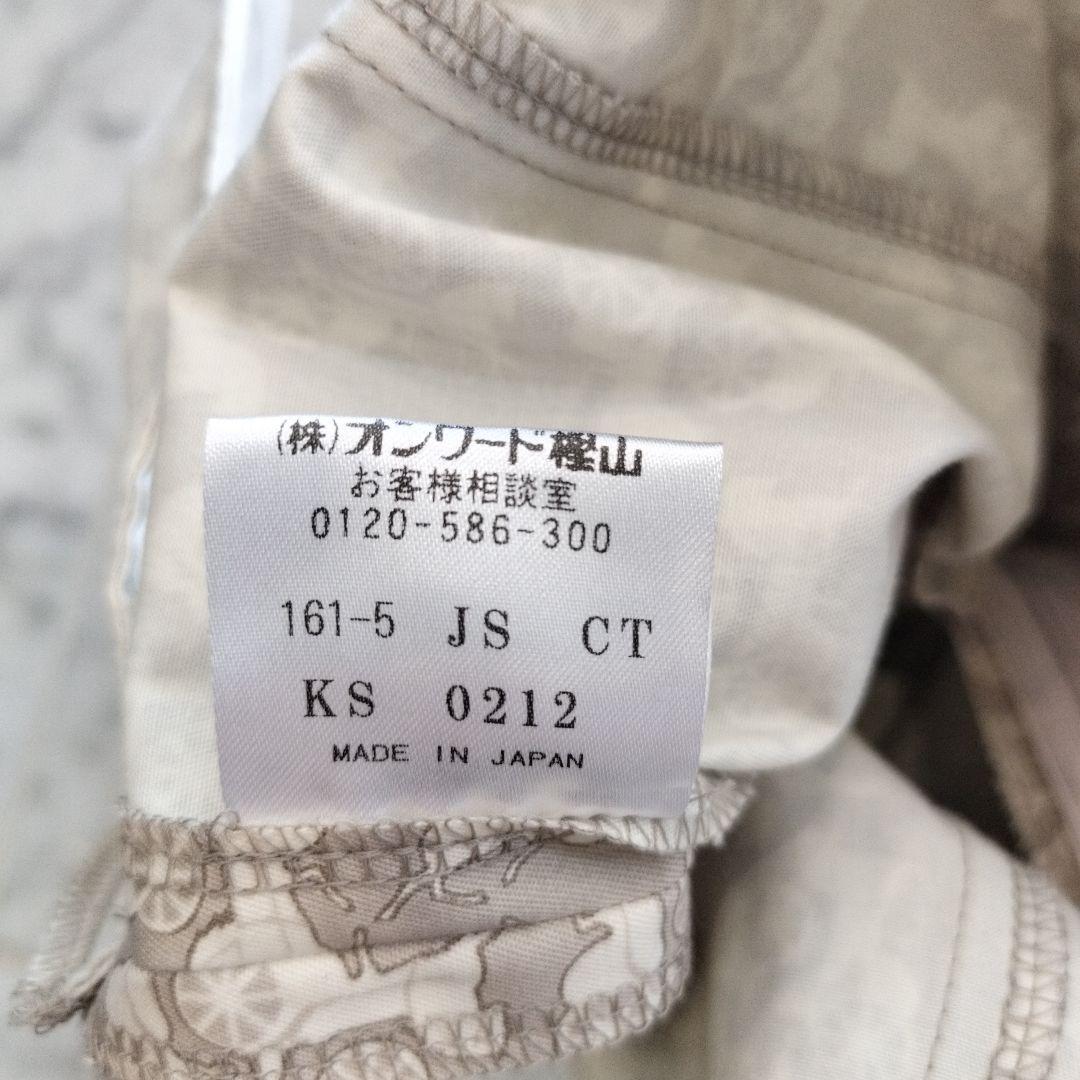 (株)オンワード樫山
お客様相談室
0120-586-300
161-5 JS CT
KS 0212
MADE IN JAPAN